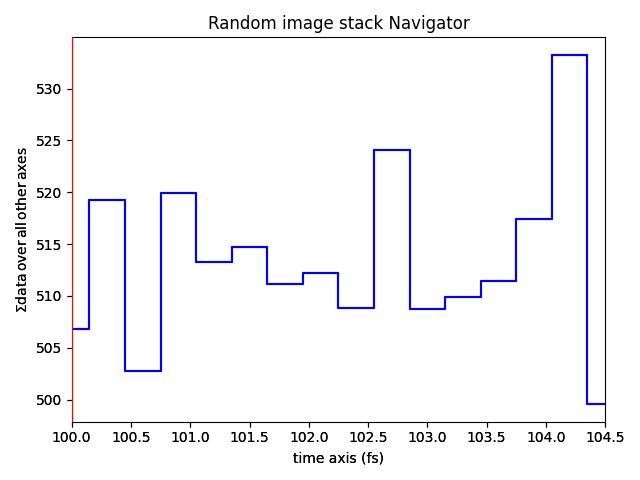 Random image stack Navigator
Σdata over all other axes
530
525
520
515
510
505
500
100.0 100.5 101.0 101.5 102.0 102.5 103.0 103.5 104.0 104.5
time axis (fs)